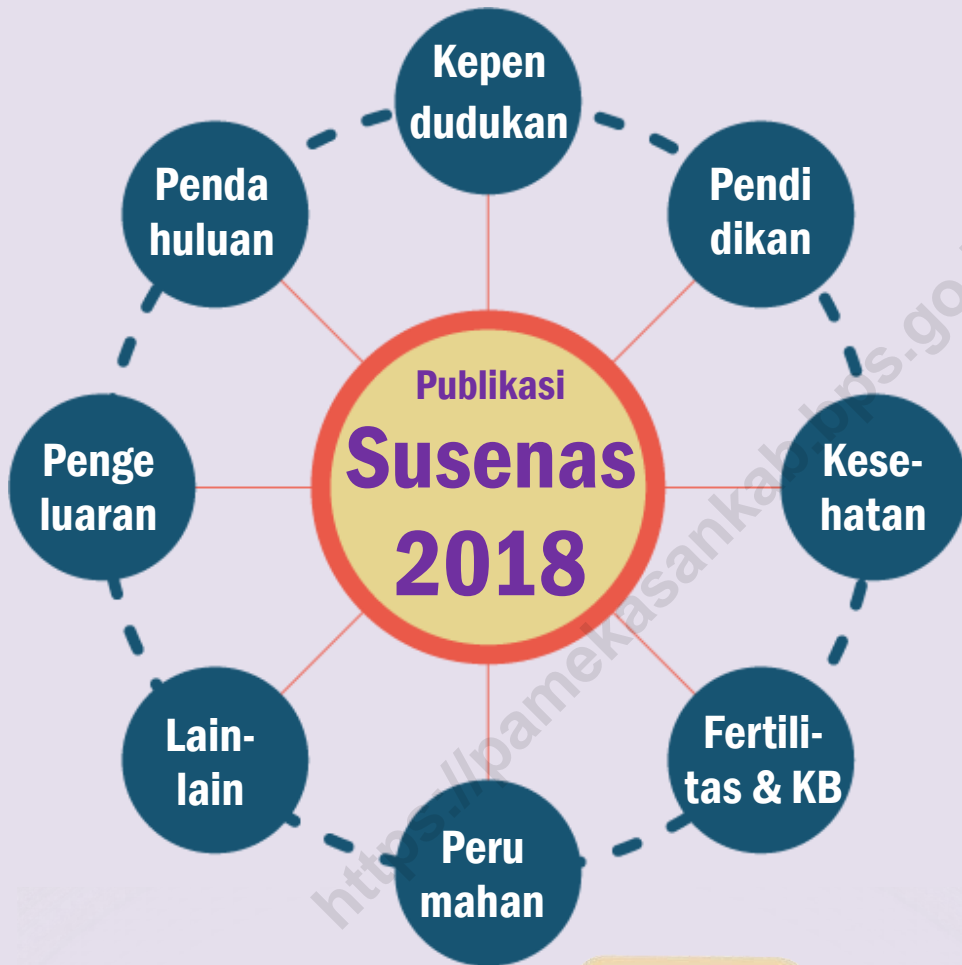 Kepen
dudukan
Penda
huluan
Pendi
dikan
Publikasi
Susenas
2018
Penge
luaran
Kese-
hatan
Lain-
lain
Fertili-
tas & KB
Peru
mahan
https://pamekasankab.bps.go.